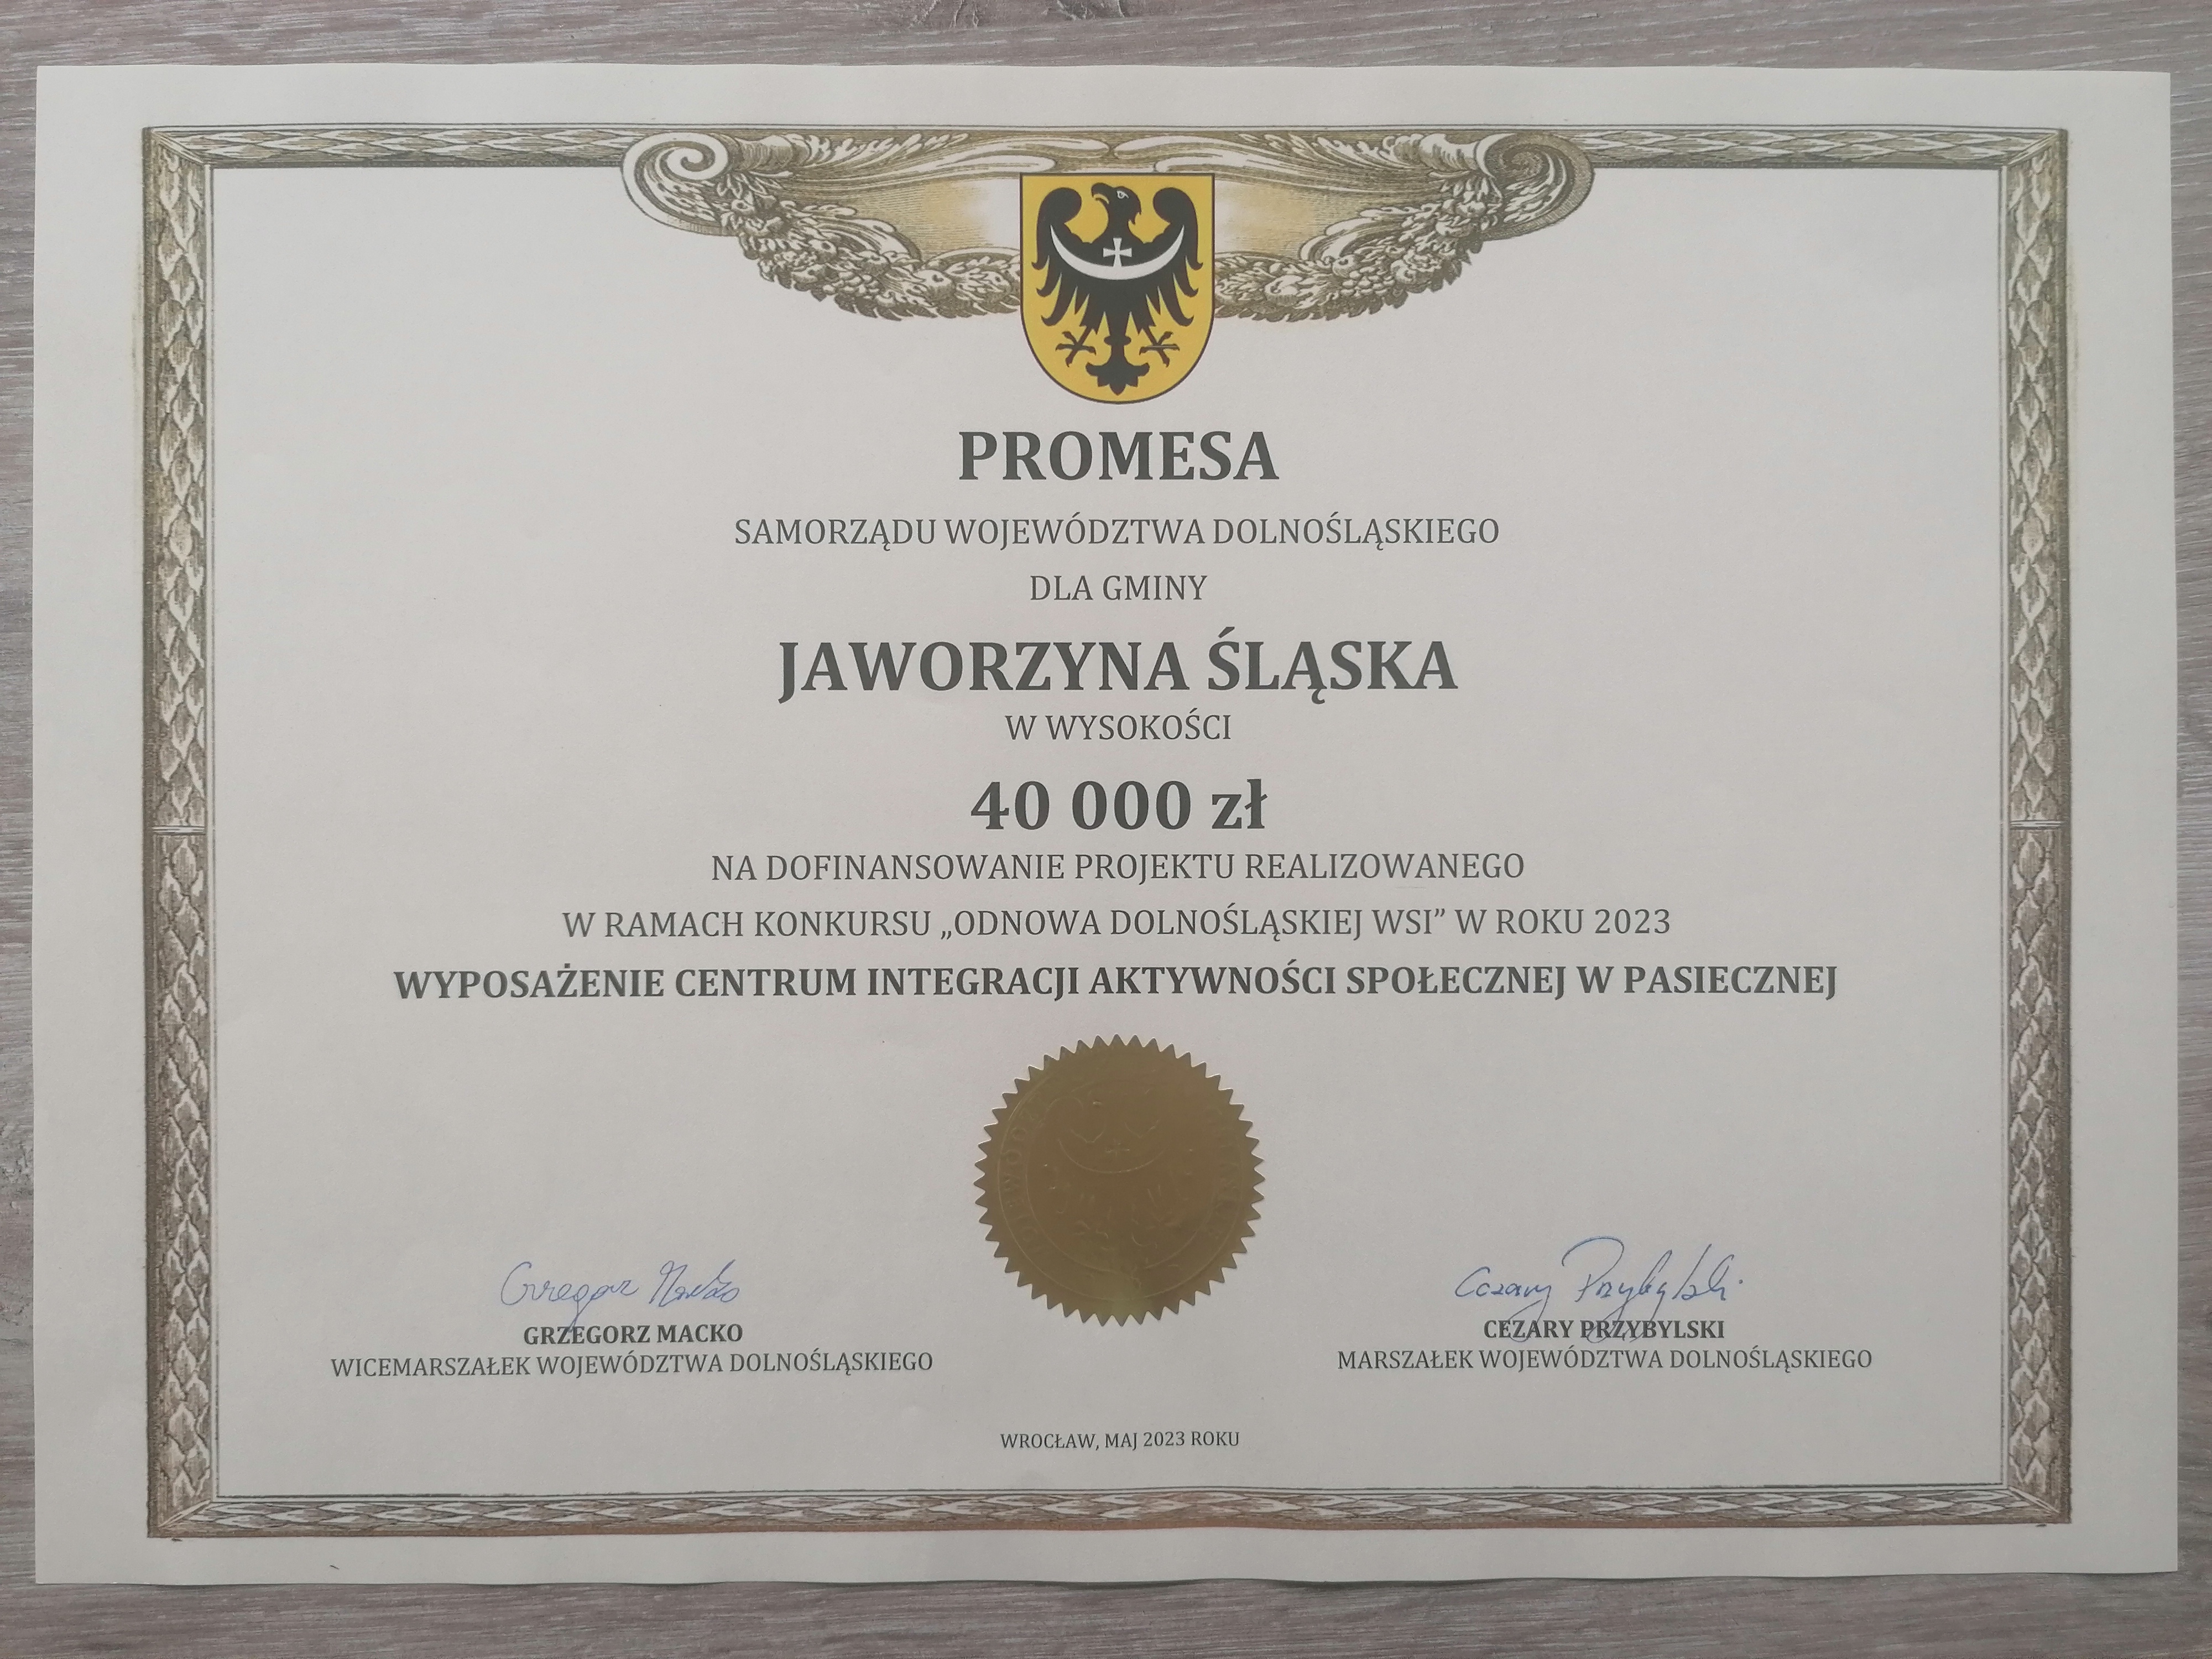 PROMESA
SAMORZĄDU WOJEWÓDZTWA DOLNOŚLĄSKIEGO
DLA GMINY
JAWORZYNA ŚLĄSKA
W WYSOKOŚCI
40 000 zł
NA DOFINANSOWANIE PROJEKTU REALIZOWANEGO
W RAMACH KONKURSU „ODNOWA DOLNOŚLĄSKIEJ WSI” W ROKU 2023
WYPOSAŻENIE CENTRUM INTEGRACJI AKTYWNOŚCI SPOŁECZNEJ W PASIECZNEJ
Grzegorz Macko
GRZEGORZ MACKO
WICEMARSZAŁEK WOJEWÓDZTWA DOLNOŚLĄSKIEGO
Cezary Przybylski
CEZARY PRZYBYLSKI
MARSZAŁEK WOJEWÓDZTWA DOLNOŚLĄSKIEGO
WROCŁAW, MAJ 2023 ROKU